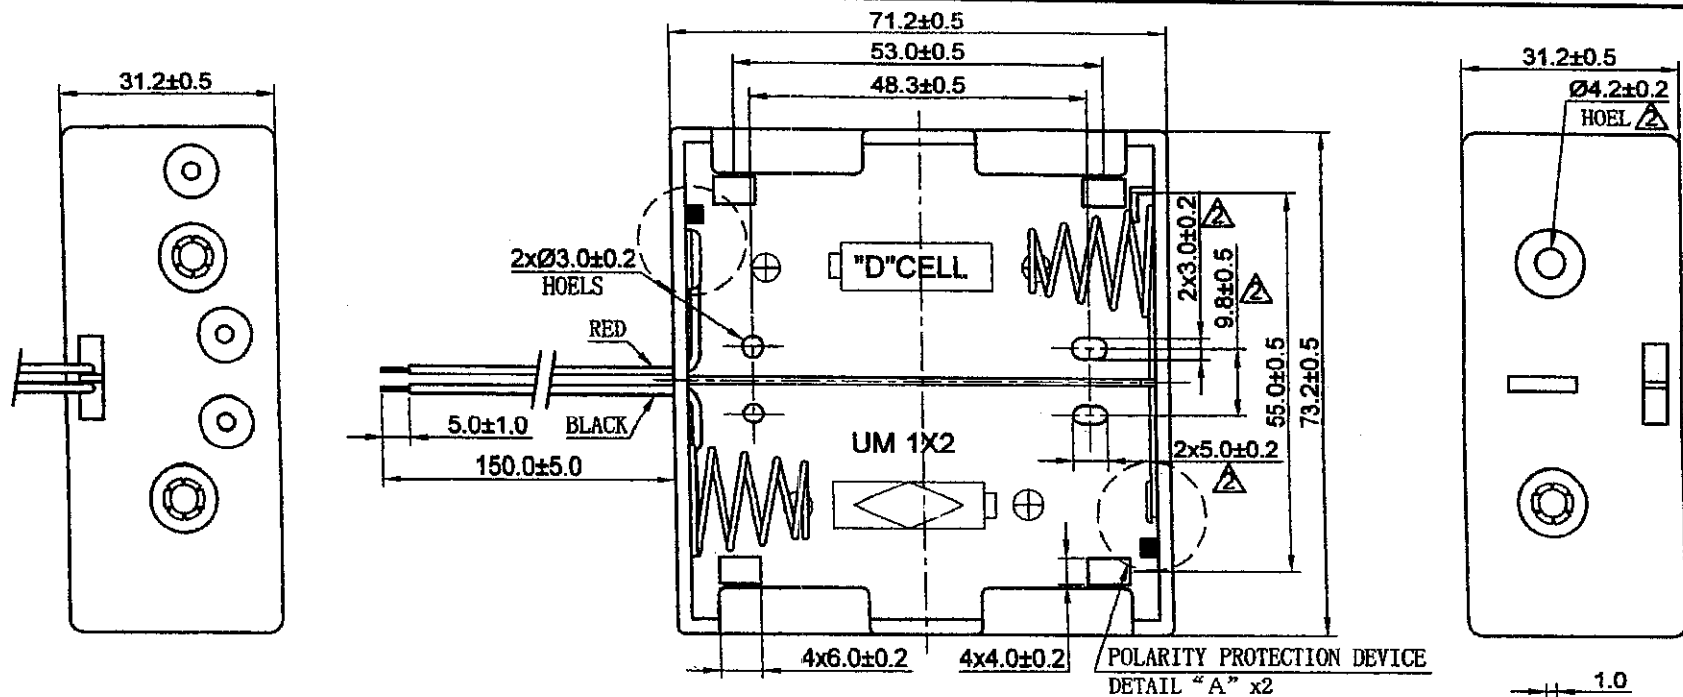 71.2±0.5
53.0±0.5
48.3±0.5
31.2±0.5
31.2±0.5
Ø4.2±0.2
HOEL 2
2x3.0±0.2 2
9.8±0.5 2
55.0±0.5
73.2±0.5
2xØ3.0±0.2
HOELS
"D"CELL
RED
BLACK
5.0±1.0
150.0±5.0
UM 1X2
2x5.0±0.2
2
4x6.0±0.2
4x4.0±0.2
POLARITY PROTECTION DEVICE
DETAIL "A" x2
1.0